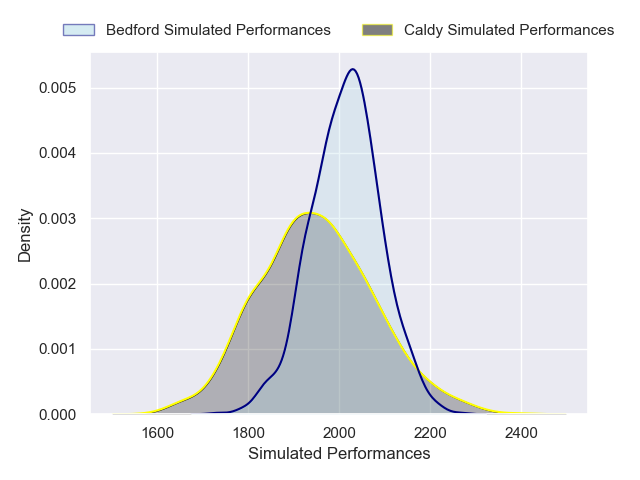 Bedford Simulated Performances Caldy Simulated Performances
0.005
0.004
0.003
0.002
0.001
0.000
Density
1600 1800 2000 2200 2400
Simulated Performances